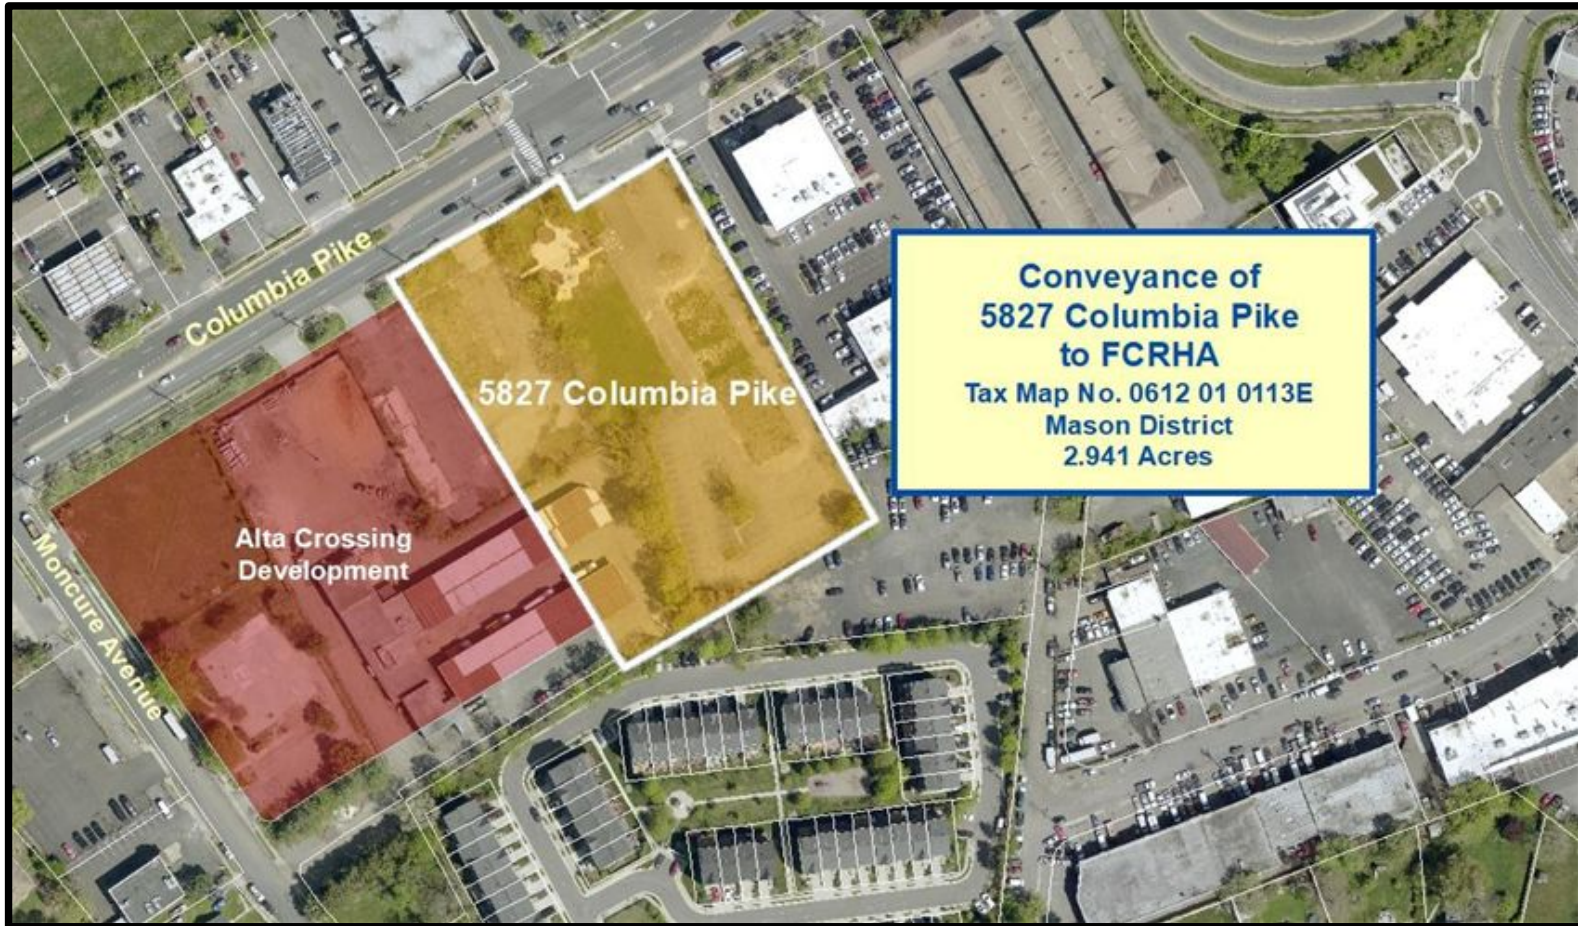 Columbia Pike
5827 Columbia Pike
Alta Crossing
Development
Moncure Avenue
Conveyance of
5827 Columbia Pike
to FCRHA
Tax Map No. 0612 01 0113E
Mason District
2.941 Acres